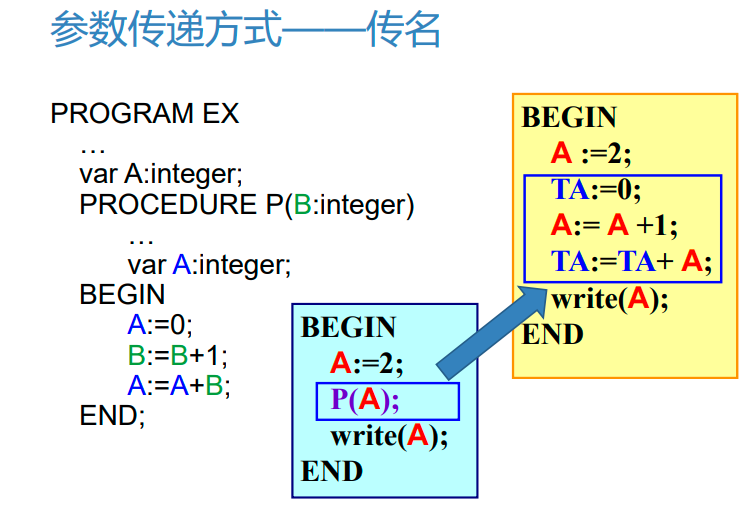 参数传递方式——传名
PROGRAM EX
…
var A:integer;
PROCEDURE P(B:integer)
…
var A:integer;
BEGIN
A:=0;
B:=B+1;
A:=A+B;
END;
BEGIN
A:=2;
P(A);
write(A);
END
BEGIN
A :=2;
TA:=0;
A:= A +1;
TA:=TA+ A;
write(A);
END